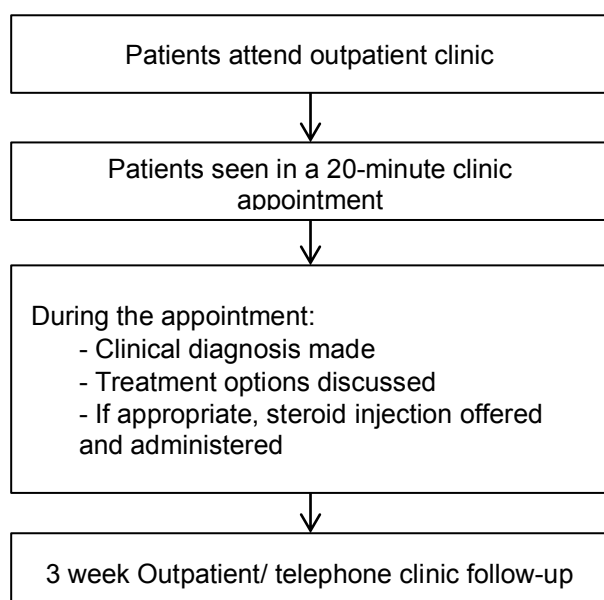 Patients attend outpatient clinic
Patients seen in a 20-minute clinic
appointment
During the appointment:
- Clinical diagnosis made
- Treatment options discussed
- If appropriate, steroid injection offered
and administered
3 week Outpatient/ telephone clinic follow-up